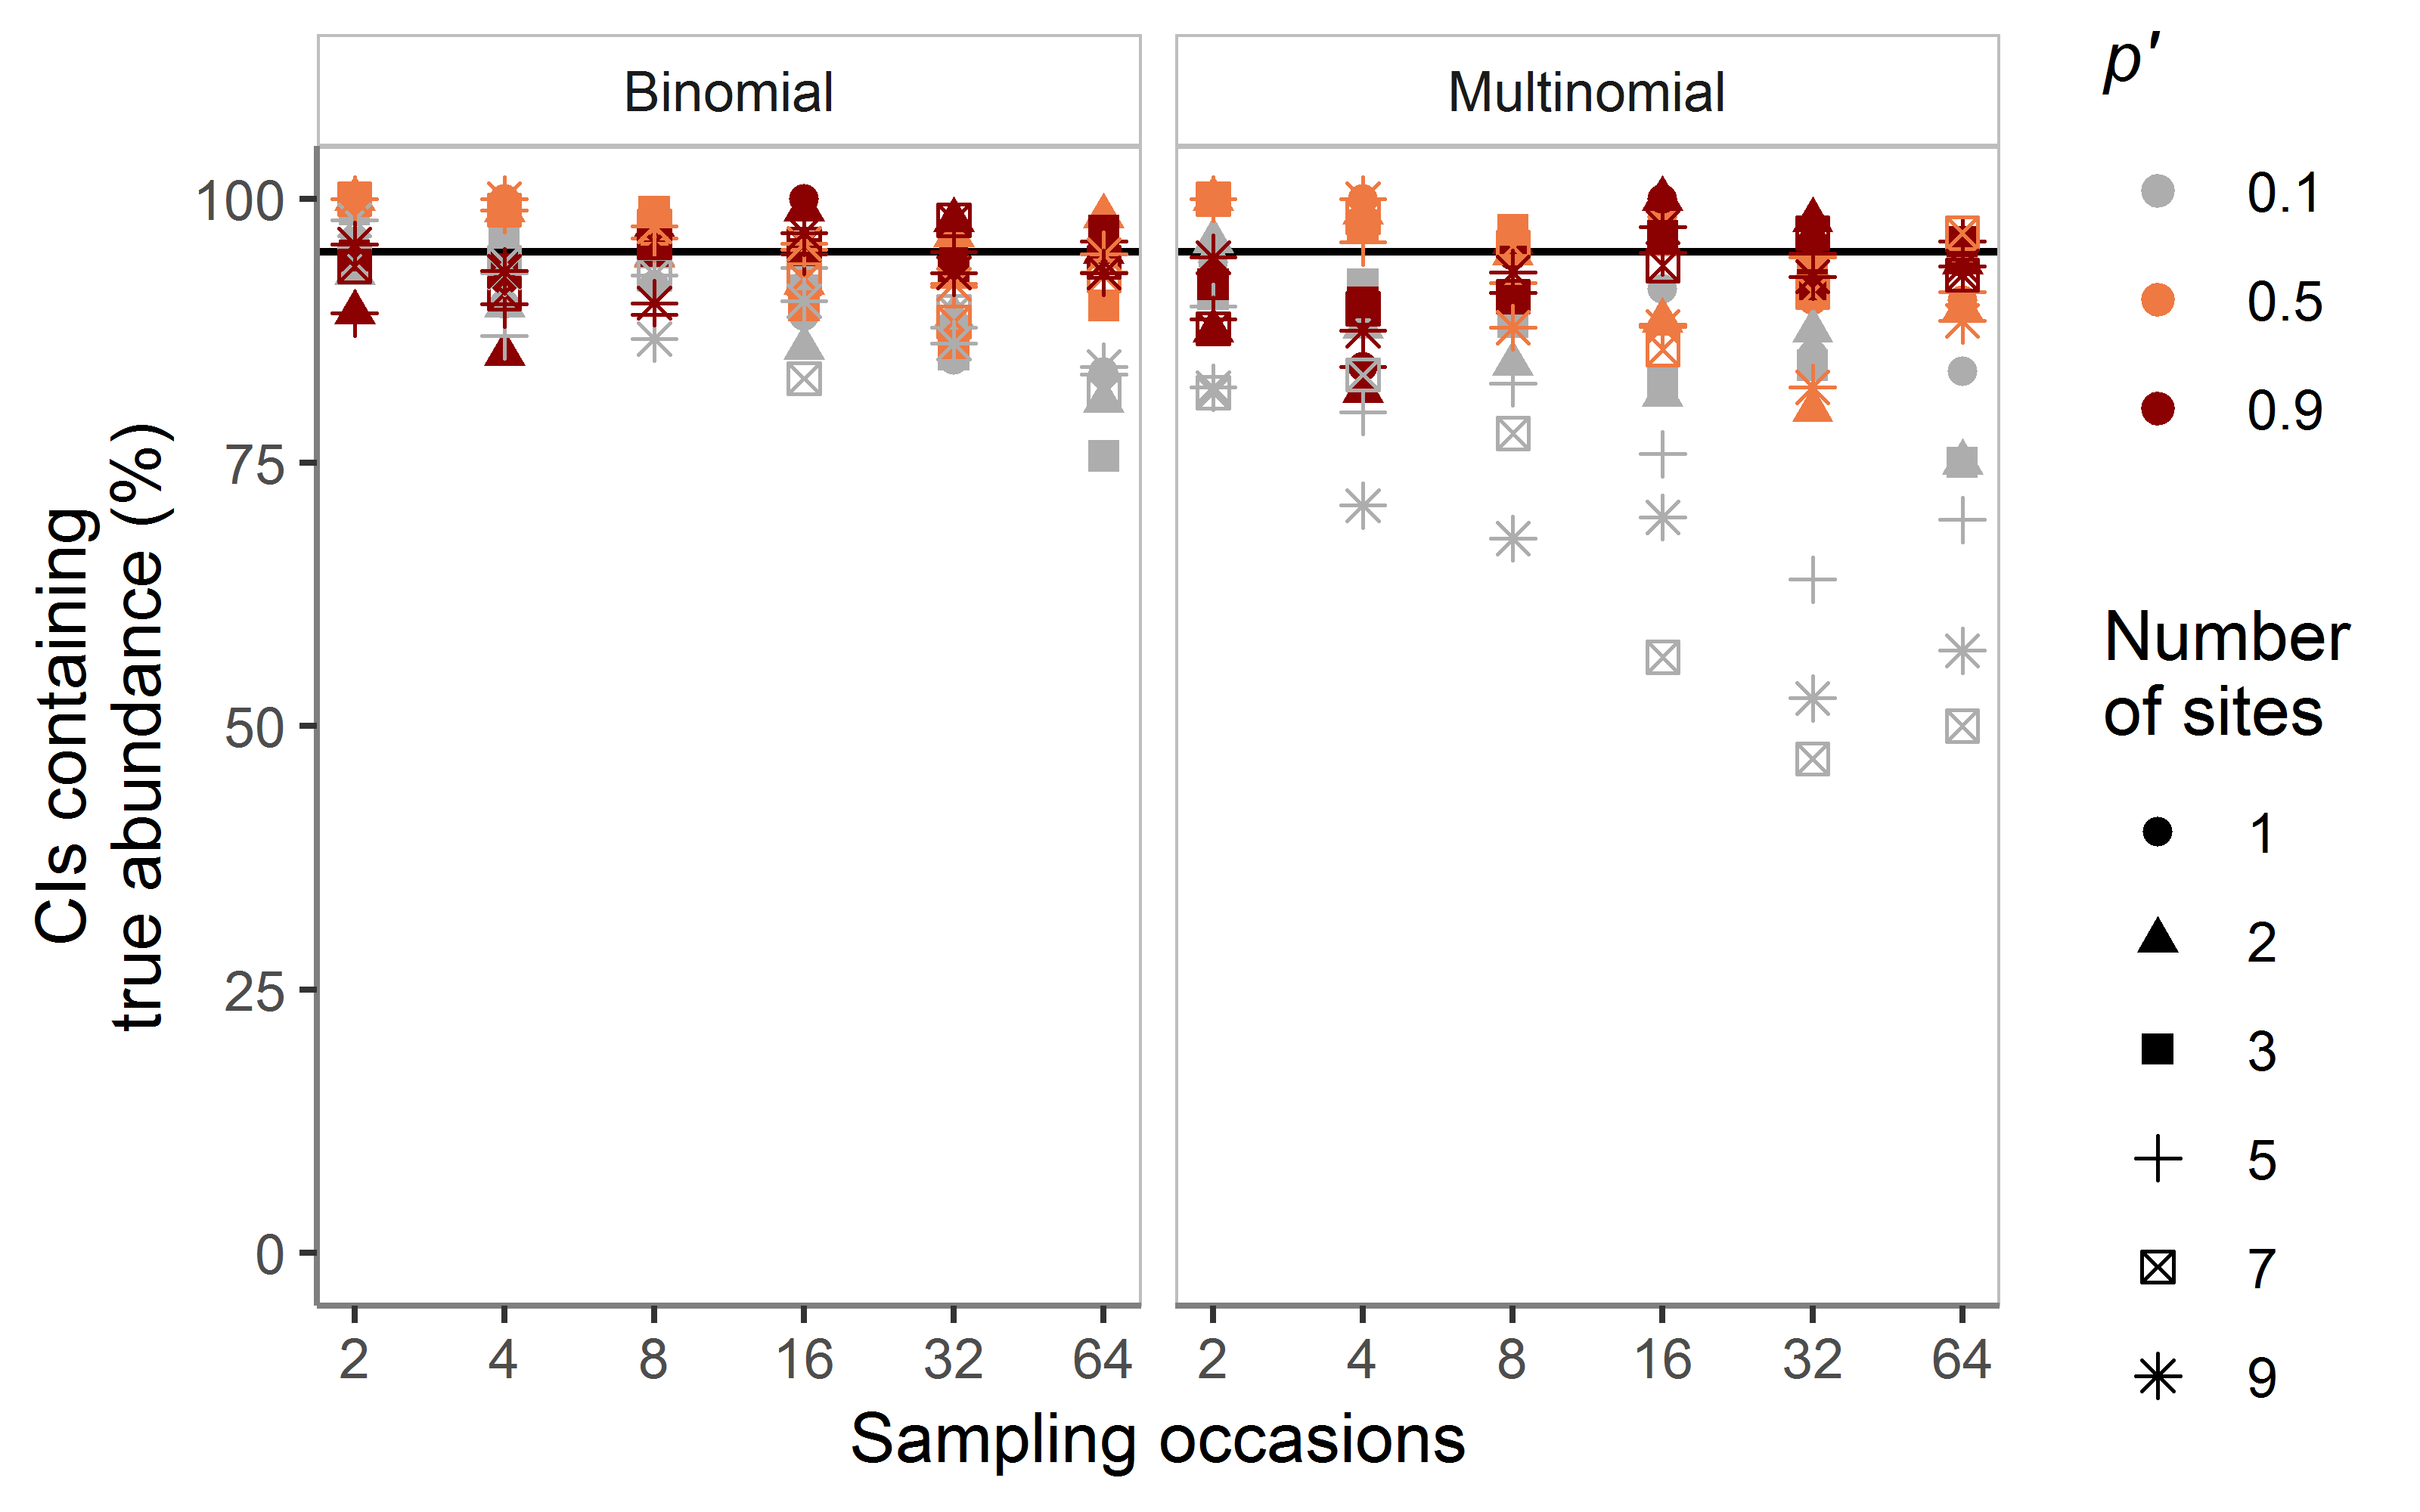 Binomial
Multinomial
100
75
50
25
0
CIs containing
true abundance (%)
2 4 8 16 32 64
2 4 8 16 32 64
Sampling occasions
p'
0.1
0.5
0.9
Number
of sites
1
2
3
5
7
9